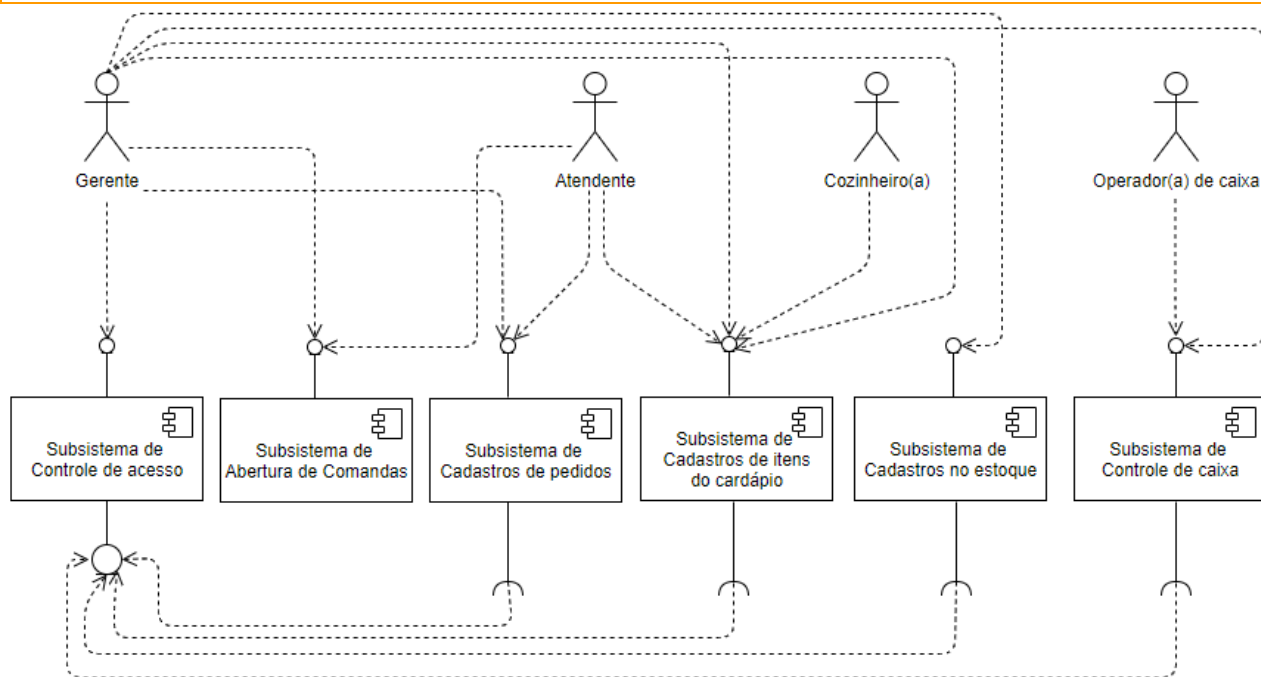 Gerente
Atendente
Cozinheiro(a)
Operador(a) de caixa
Subsistema de
Controle de acesso
Subsistema de
Abertura de Comandas
Subsistema de
Cadastros de pedidos
Subsistema de
Cadastros de itens
do cardápio
Subsistema de
Cadastros no estoque
Subsistema de
Controle de caixa